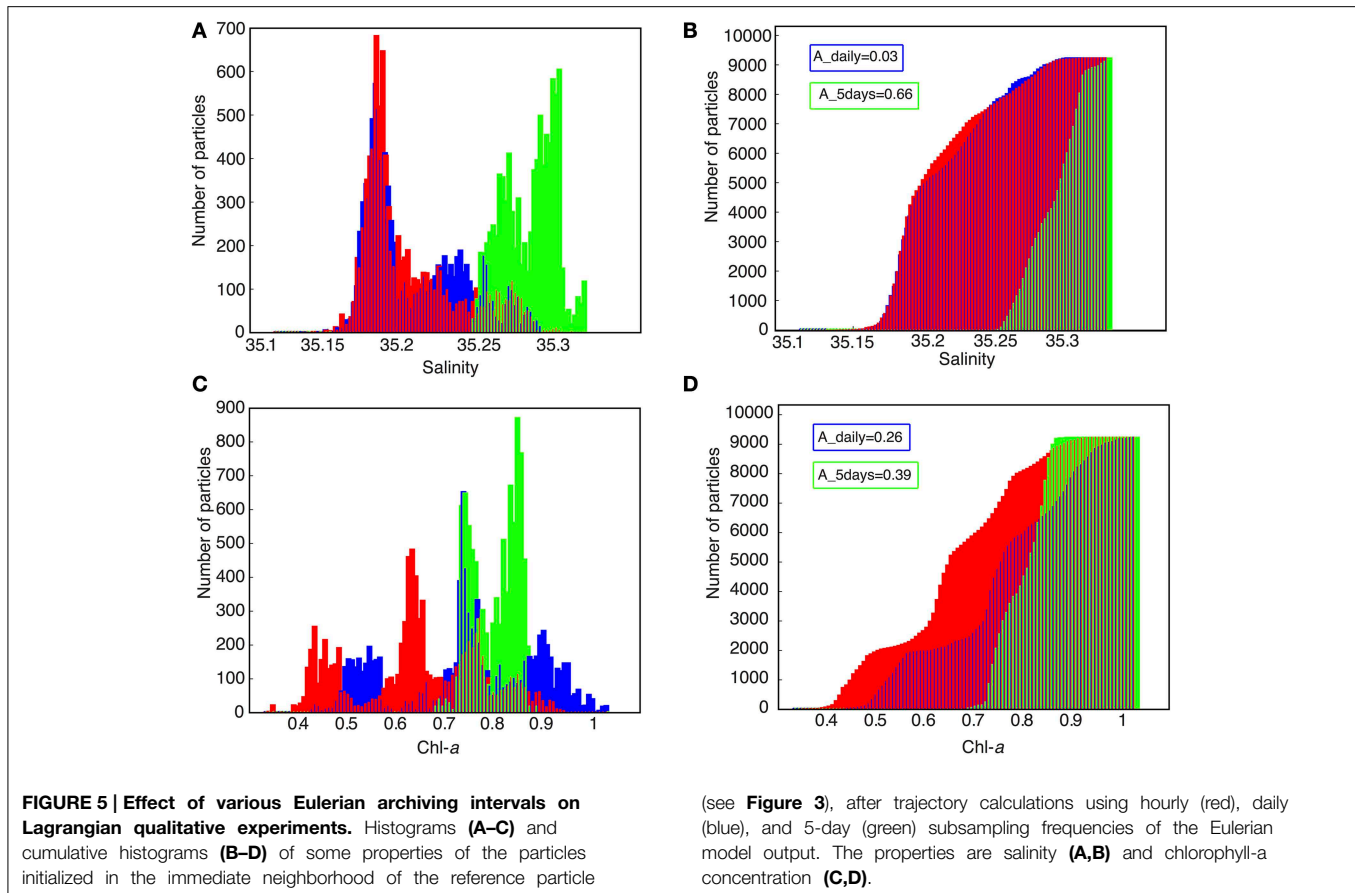 A
700
600
500
400
300
200
100
0
Number of particles
35.1 35.15 35.2 35.25 35.3
Salinity
B
10000
9000
8000
7000
6000
5000
4000
3000
2000
1000
0
Number of particles
A_daily=0.03
A_5days=0.66
35.1 35.15 35.2 35.25 35.3
Salinity
C
900
800
700
600
500
400
300
200
100
0
Number of particles
0.4 0.5 0.6 0.7 0.8 0.9 1
Chl-a
D
10000
9000
8000
7000
6000
5000
4000
3000
2000
1000
0
Number of particles
A_daily=0.26
A_5days=0.39
0.4 0.5 0.6 0.7 0.8 0.9 1
Chl-a
FIGURE 5 | Effect of various Eulerian archiving intervals on
Lagrangian qualitative experiments. Histograms (A–C) and
cumulative histograms (B–D) of some properties of the particles
initialized in the immediate neighborhood of the reference particle
(see Figure 3), after trajectory calculations using hourly (red), daily
(blue), and 5-day (green) subsampling frequencies of the Eulerian
model output. The properties are salinity (A,B) and chlorophyll-a
concentration (C,D).